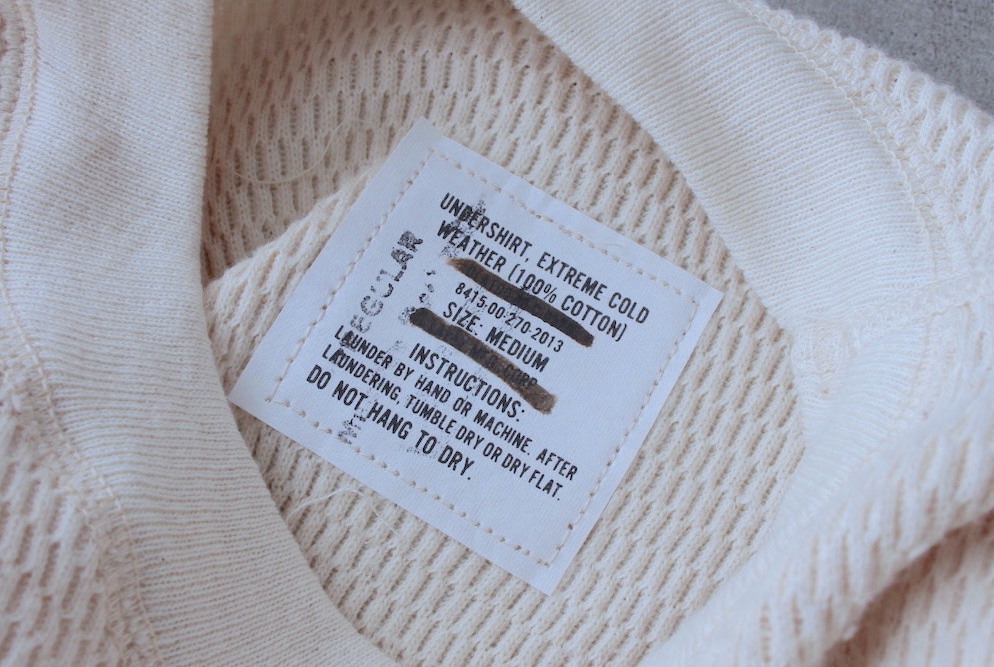 UNDERSHIRT, EXTREME COLD
WEATHER (100% COTTON)
8415-00-270-2013
SIZE: MEDIUM
INSTRUCTIONS:
LAUNDER BY HAND OR MACHINE. AFTER
LAUNDERING, TUMBLE DRY OR DRY FLAT.
DO NOT HANG TO DRY.
IRREGULAR